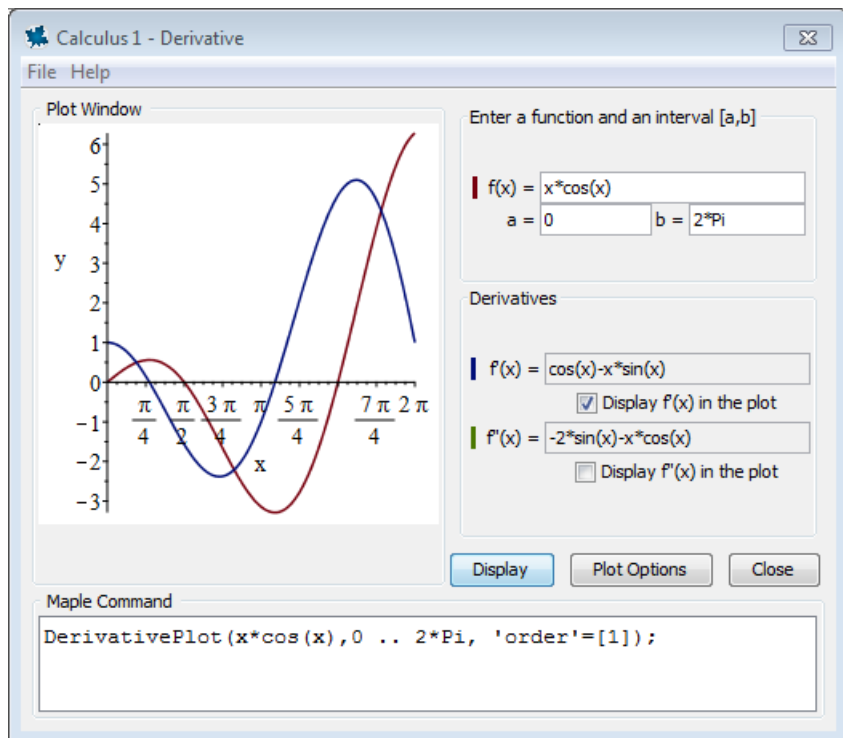 Calculus 1 - Derivative
File Help
Plot Window
6
5
4
y 3
2
1
0
π/4 π/2 3π/4 π 5π/4 7π/4 2π
-1
-2
x
-3
Enter a function and an interval [a,b]
f(x) = x*cos(x)
a = 0 b = 2*Pi
Derivatives
f'(x) = cos(x)-x*sin(x)
Display f'(x) in the plot
f''(x) = -2*sin(x)-x*cos(x)
Display f''(x) in the plot
Display Plot Options Close
Maple Command
DerivativePlot(x*cos(x),0 .. 2*Pi, 'order'=[1]);